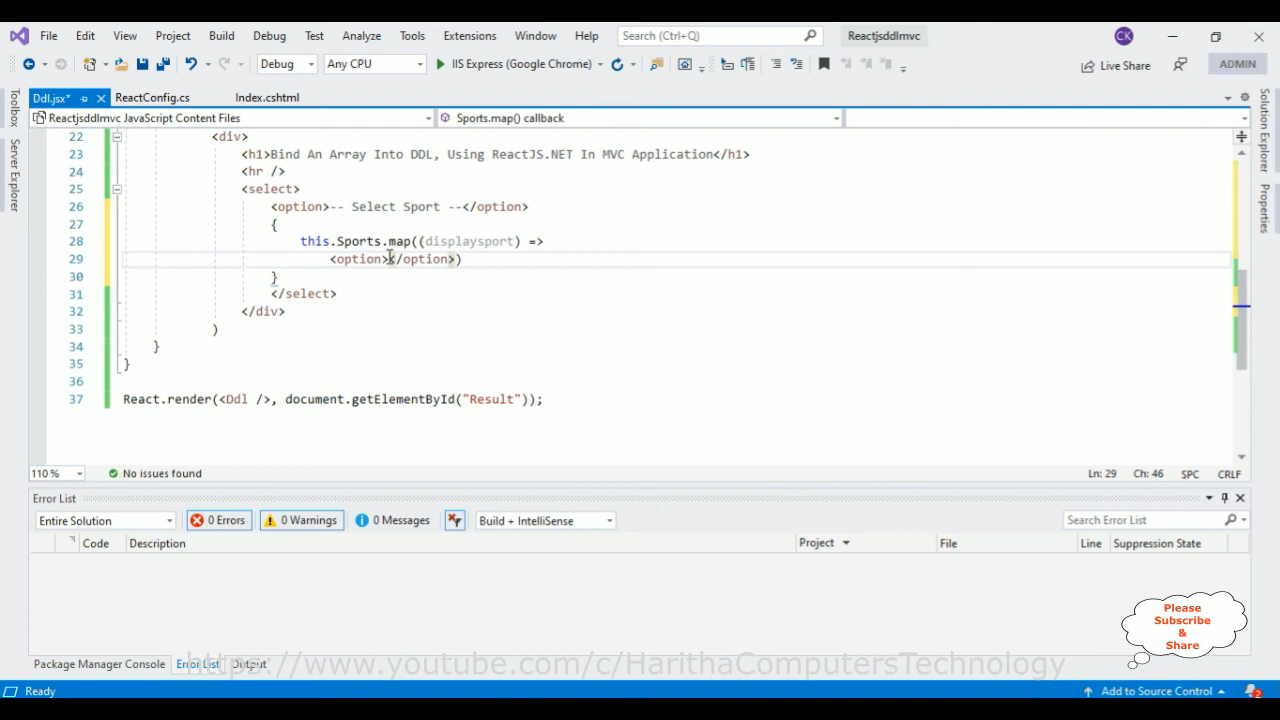 File Edit View Project Build Debug Test Analyze Tools Extensions Window Help Search (Ctrl+Q) Reactjsddlmvc CK
Debug Any CPU IIS Express (Google Chrome) Live Share ADMIN
Ddl.jsx* ReactConfig.cs Index.cshtml
Reactjsddlmvc JavaScript Content Files Sports.map() callback
Toolbox
Server Explorer
Solution Explorer
Properties
22 <div>
23 <h1>Bind An Array Into DDL, Using ReactJS.NET In MVC Application</h1>
24 <hr />
25 <select>
26 <option>-- Select Sport --</option>
27 {
28 this.Sports.map((displaysport) =>
29 <option></option>)
30 }
31 </select>
32 </div>
33 )
34 }
35 }
36
37 React.render(<Ddl />, document.getElementById("Result"));
110 % No issues found Ln: 29 Ch: 46 SPC CRLF
Error List
Entire Solution 0 Errors 0 Warnings 0 Messages Build + IntelliSense Search Error List
Code Description Project File Line Suppression State
Please
Subscribe
&
Share
Package Manager Console Error List Output
https://www.youtube.com/c/HarithaComputersTechnology
Ready Add to Source Control 2